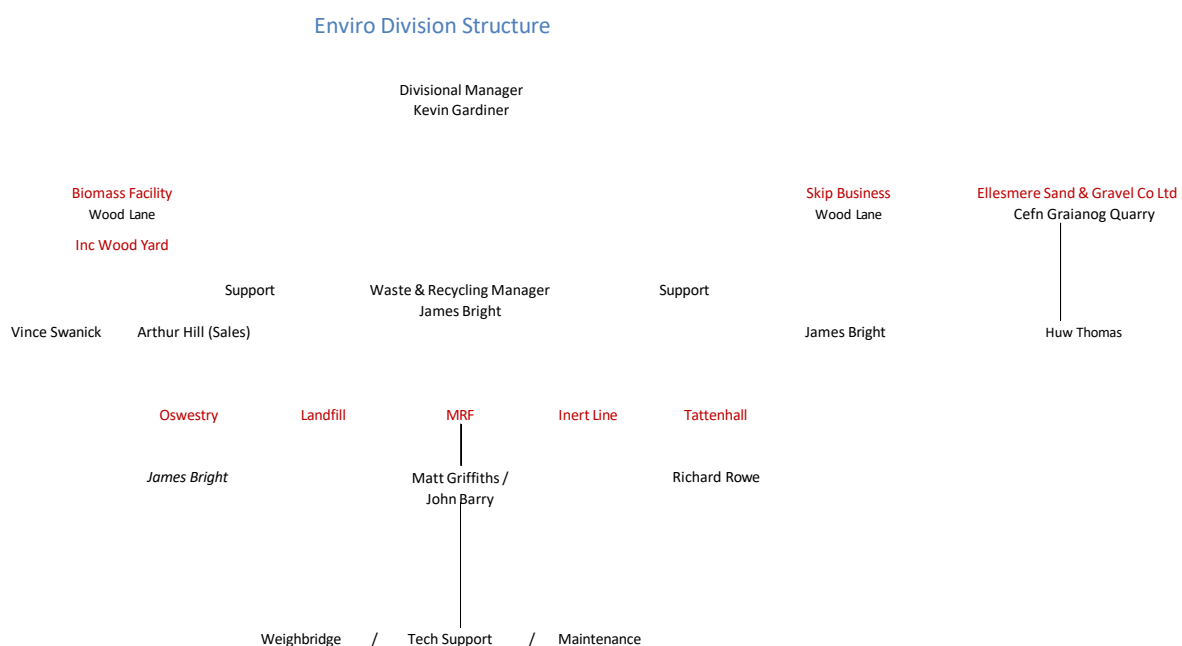 Enviro Division Structure
Divisional Manager
Kevin Gardiner
Biomass Facility
Wood Lane
Inc Wood Yard
Skip Business
Wood Lane
Ellesmere Sand & Gravel Co Ltd
Cefn Graianog Quarry
Support
Waste & Recycling Manager
James Bright
Support
Vince Swanick
Arthur Hill (Sales)
James Bright
Huw Thomas
Oswestry
Landfill
MRF
Inert Line
Tattenhall
James Bright
Matt Griffiths /
John Barry
Richard Rowe
Weighbridge / Tech Support / Maintenance